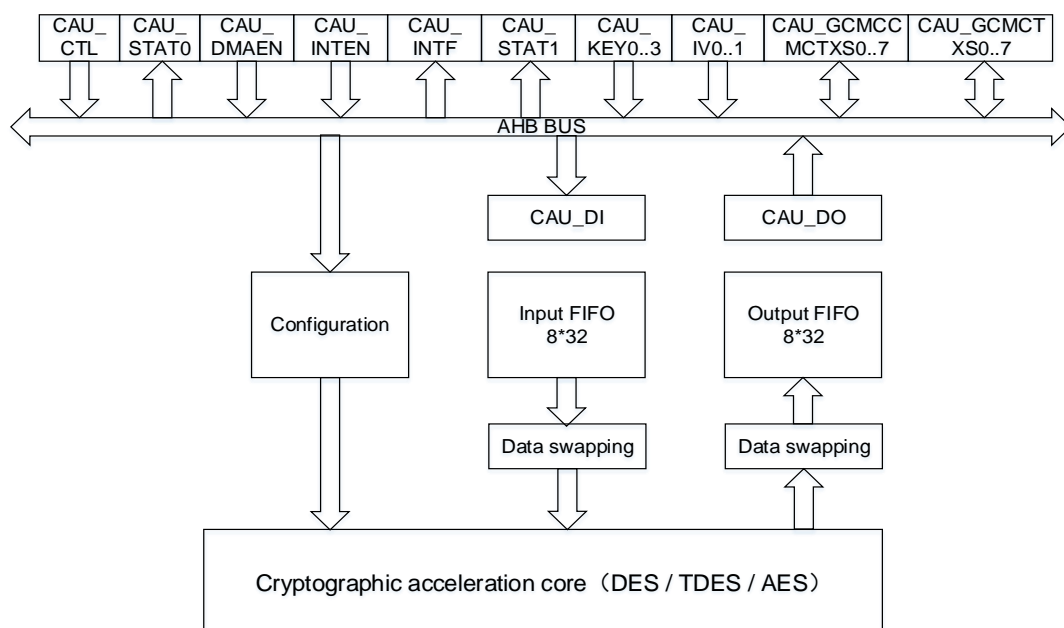 CAU_
CTL
CAU_
STAT0
CAU_
DMAEN
CAU_
INTEN
CAU_
INTF
CAU_
STAT1
CAU_
KEY0..3
CAU_
IV0..1
CAU_GCMCC
MCTXS0..7
CAU_GCMCT
XS0..7
AHB BUS
CAU_DI
CAU_DO
Configuration
Input FIFO
8*32
Output FIFO
8*32
Data swapping
Data swapping
Cryptographic acceleration core（DES / TDES / AES）